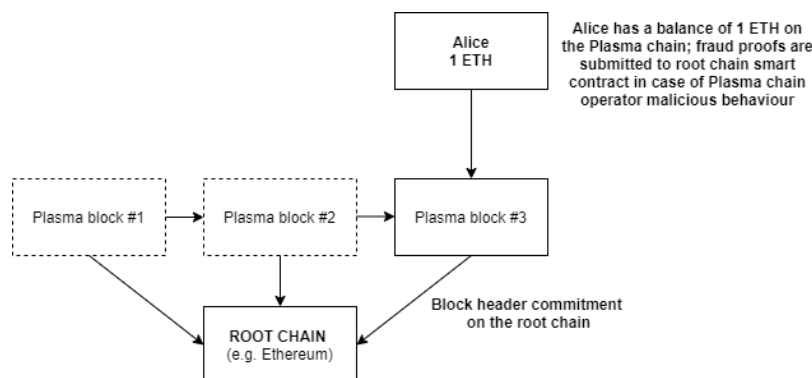 Alice
1 ETH
Alice has a balance of 1 ETH on
the Plasma chain; fraud proofs are
submitted to root chain smart
contract in case of Plasma chain
operator malicious behaviour
Plasma block #1
Plasma block #2
Plasma block #3
Block header commitment
on the root chain
ROOT CHAIN
(e.g. Ethereum)